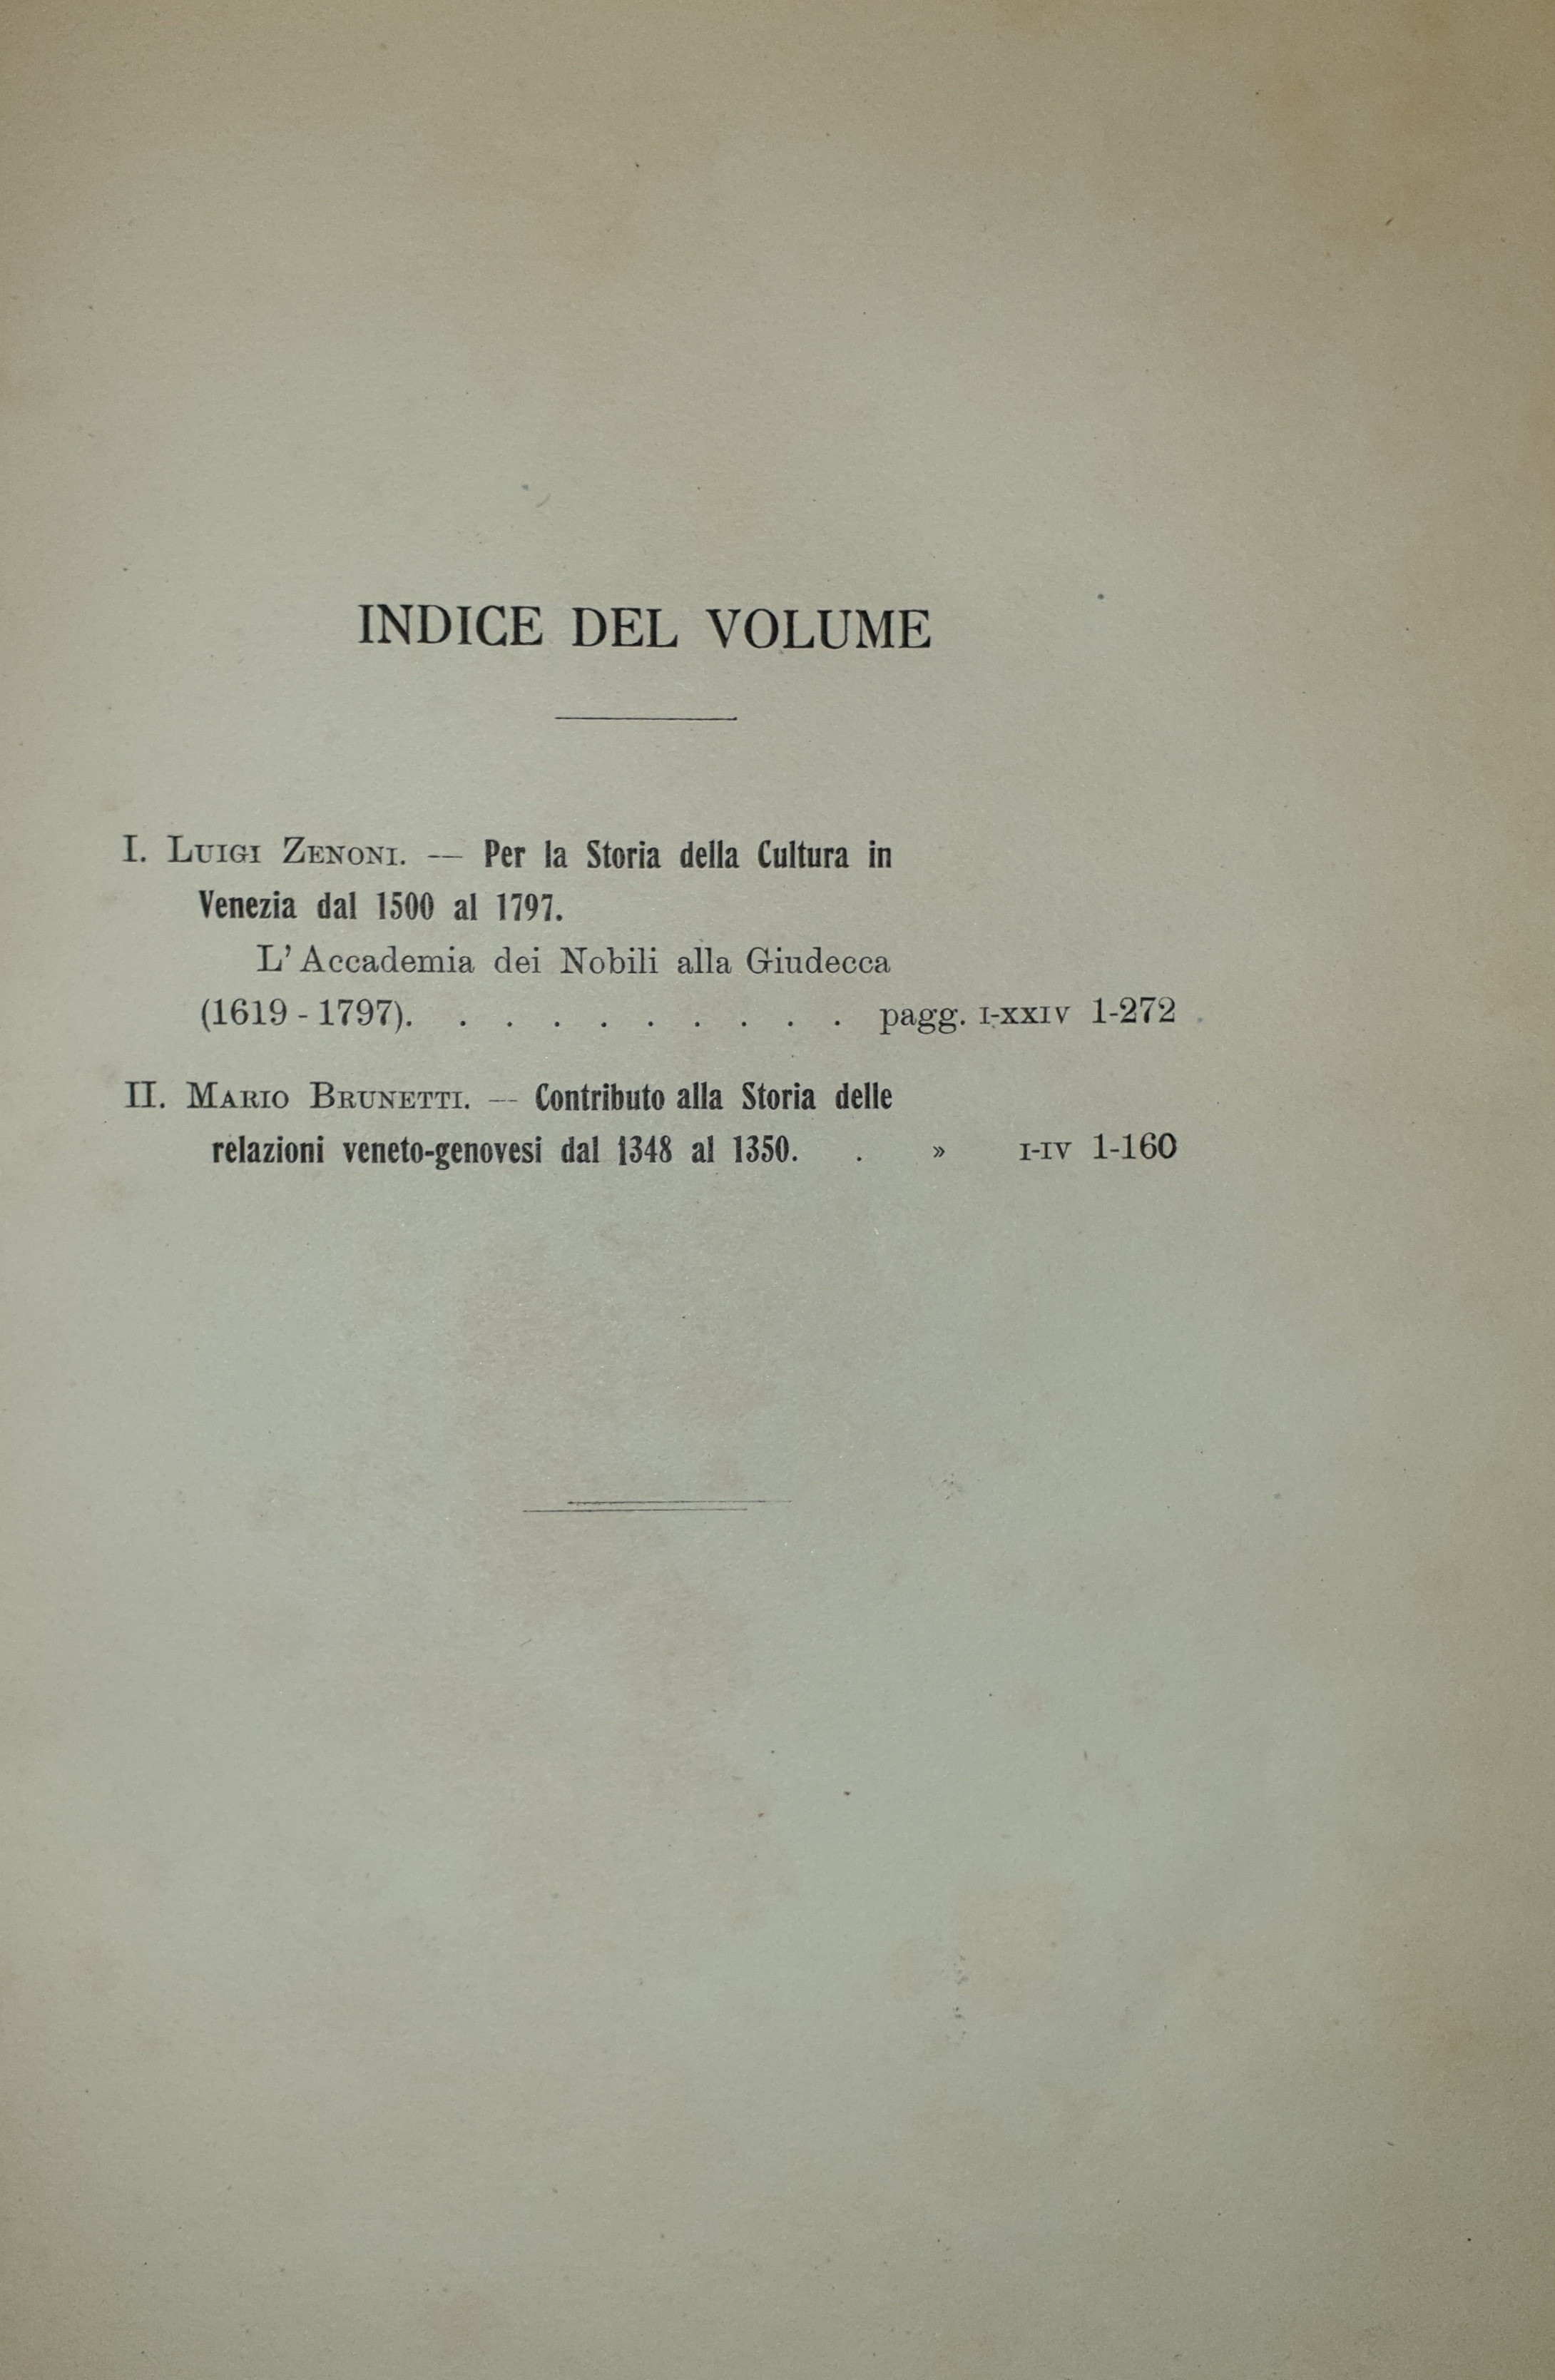 INDICE DEL VOLUME
I. Luigi Zenoni. — Per la Storia della Cultura in
Venezia dal 1500 al 1797.
L' Accademia dei Nobili alla Giudecca
(1619 - 1797). . . . . . . . . . pagg. I-XXIV 1-272
II. Mario Brunetti. — Contributo alla Storia delle
relazioni veneto-genovesi dal 1348 al 1350. . » I-IV 1-160